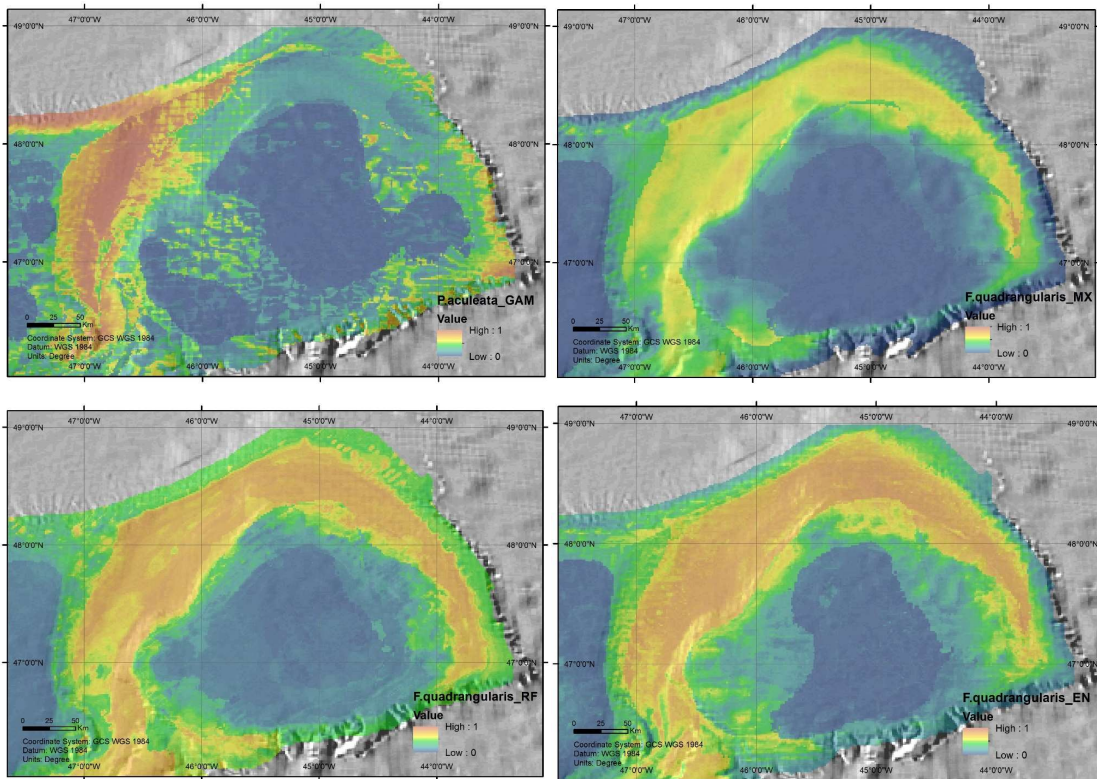 47°0'0"W 46°0'0"W 45°0'0"W 44°0'0"W
49°0'0"N 49°0'0"N
48°0'0"N 48°0'0"N
47°0'0"N 47°0'0"N
P.aculeata_GAM
Value
High : 1
Low : 0
0 25 50
Km
Coordinate System: GCS WGS 1984
Datum: WGS 1984
Units: Degree
47°0'0"W 46°0'0"W 45°0'0"W 44°0'0"W
47°0'0"W 46°0'0"W 45°0'0"W 44°0'0"W
49°0'0"N 49°0'0"N
48°0'0"N 48°0'0"N
47°0'0"N 47°0'0"N
F.quadrangularis_MX
Value
High : 1
Low : 0
0 25 50
Km
Coordinate System: GCS WGS 1984
Datum: WGS 1984
Units: Degree
47°0'0"W 46°0'0"W 45°0'0"W 44°0'0"W
47°0'0"W 46°0'0"W 45°0'0"W 44°0'0"W
49°0'0"N 49°0'0"N
48°0'0"N 48°0'0"N
47°0'0"N 47°0'0"N
F.quadrangularis_RF
Value
High : 1
Low : 0
0 25 50
Km
Coordinate System: GCS WGS 1984
Datum: WGS 1984
Units: Degree
47°0'0"W 46°0'0"W 45°0'0"W 44°0'0"W
47°0'0"W 46°0'0"W 45°0'0"W 44°0'0"W
49°0'0"N 49°0'0"N
48°0'0"N 48°0'0"N
47°0'0"N 47°0'0"N
F.quadrangularis_EN
Value
High : 1
Low : 0
0 25 50
Km
Coordinate System: GCS WGS 1984
Datum: WGS 1984
Units: Degree
47°0'0"W 46°0'0"W 45°0'0"W 44°0'0"W